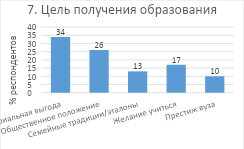 7. Цель получения образования
% респондентов
40
35
30
25
20
15
10
5
34
26
13
17
10
выгода
Общественное положение
Семейные традиции/эталоны
Желание учиться
Престиж вуза